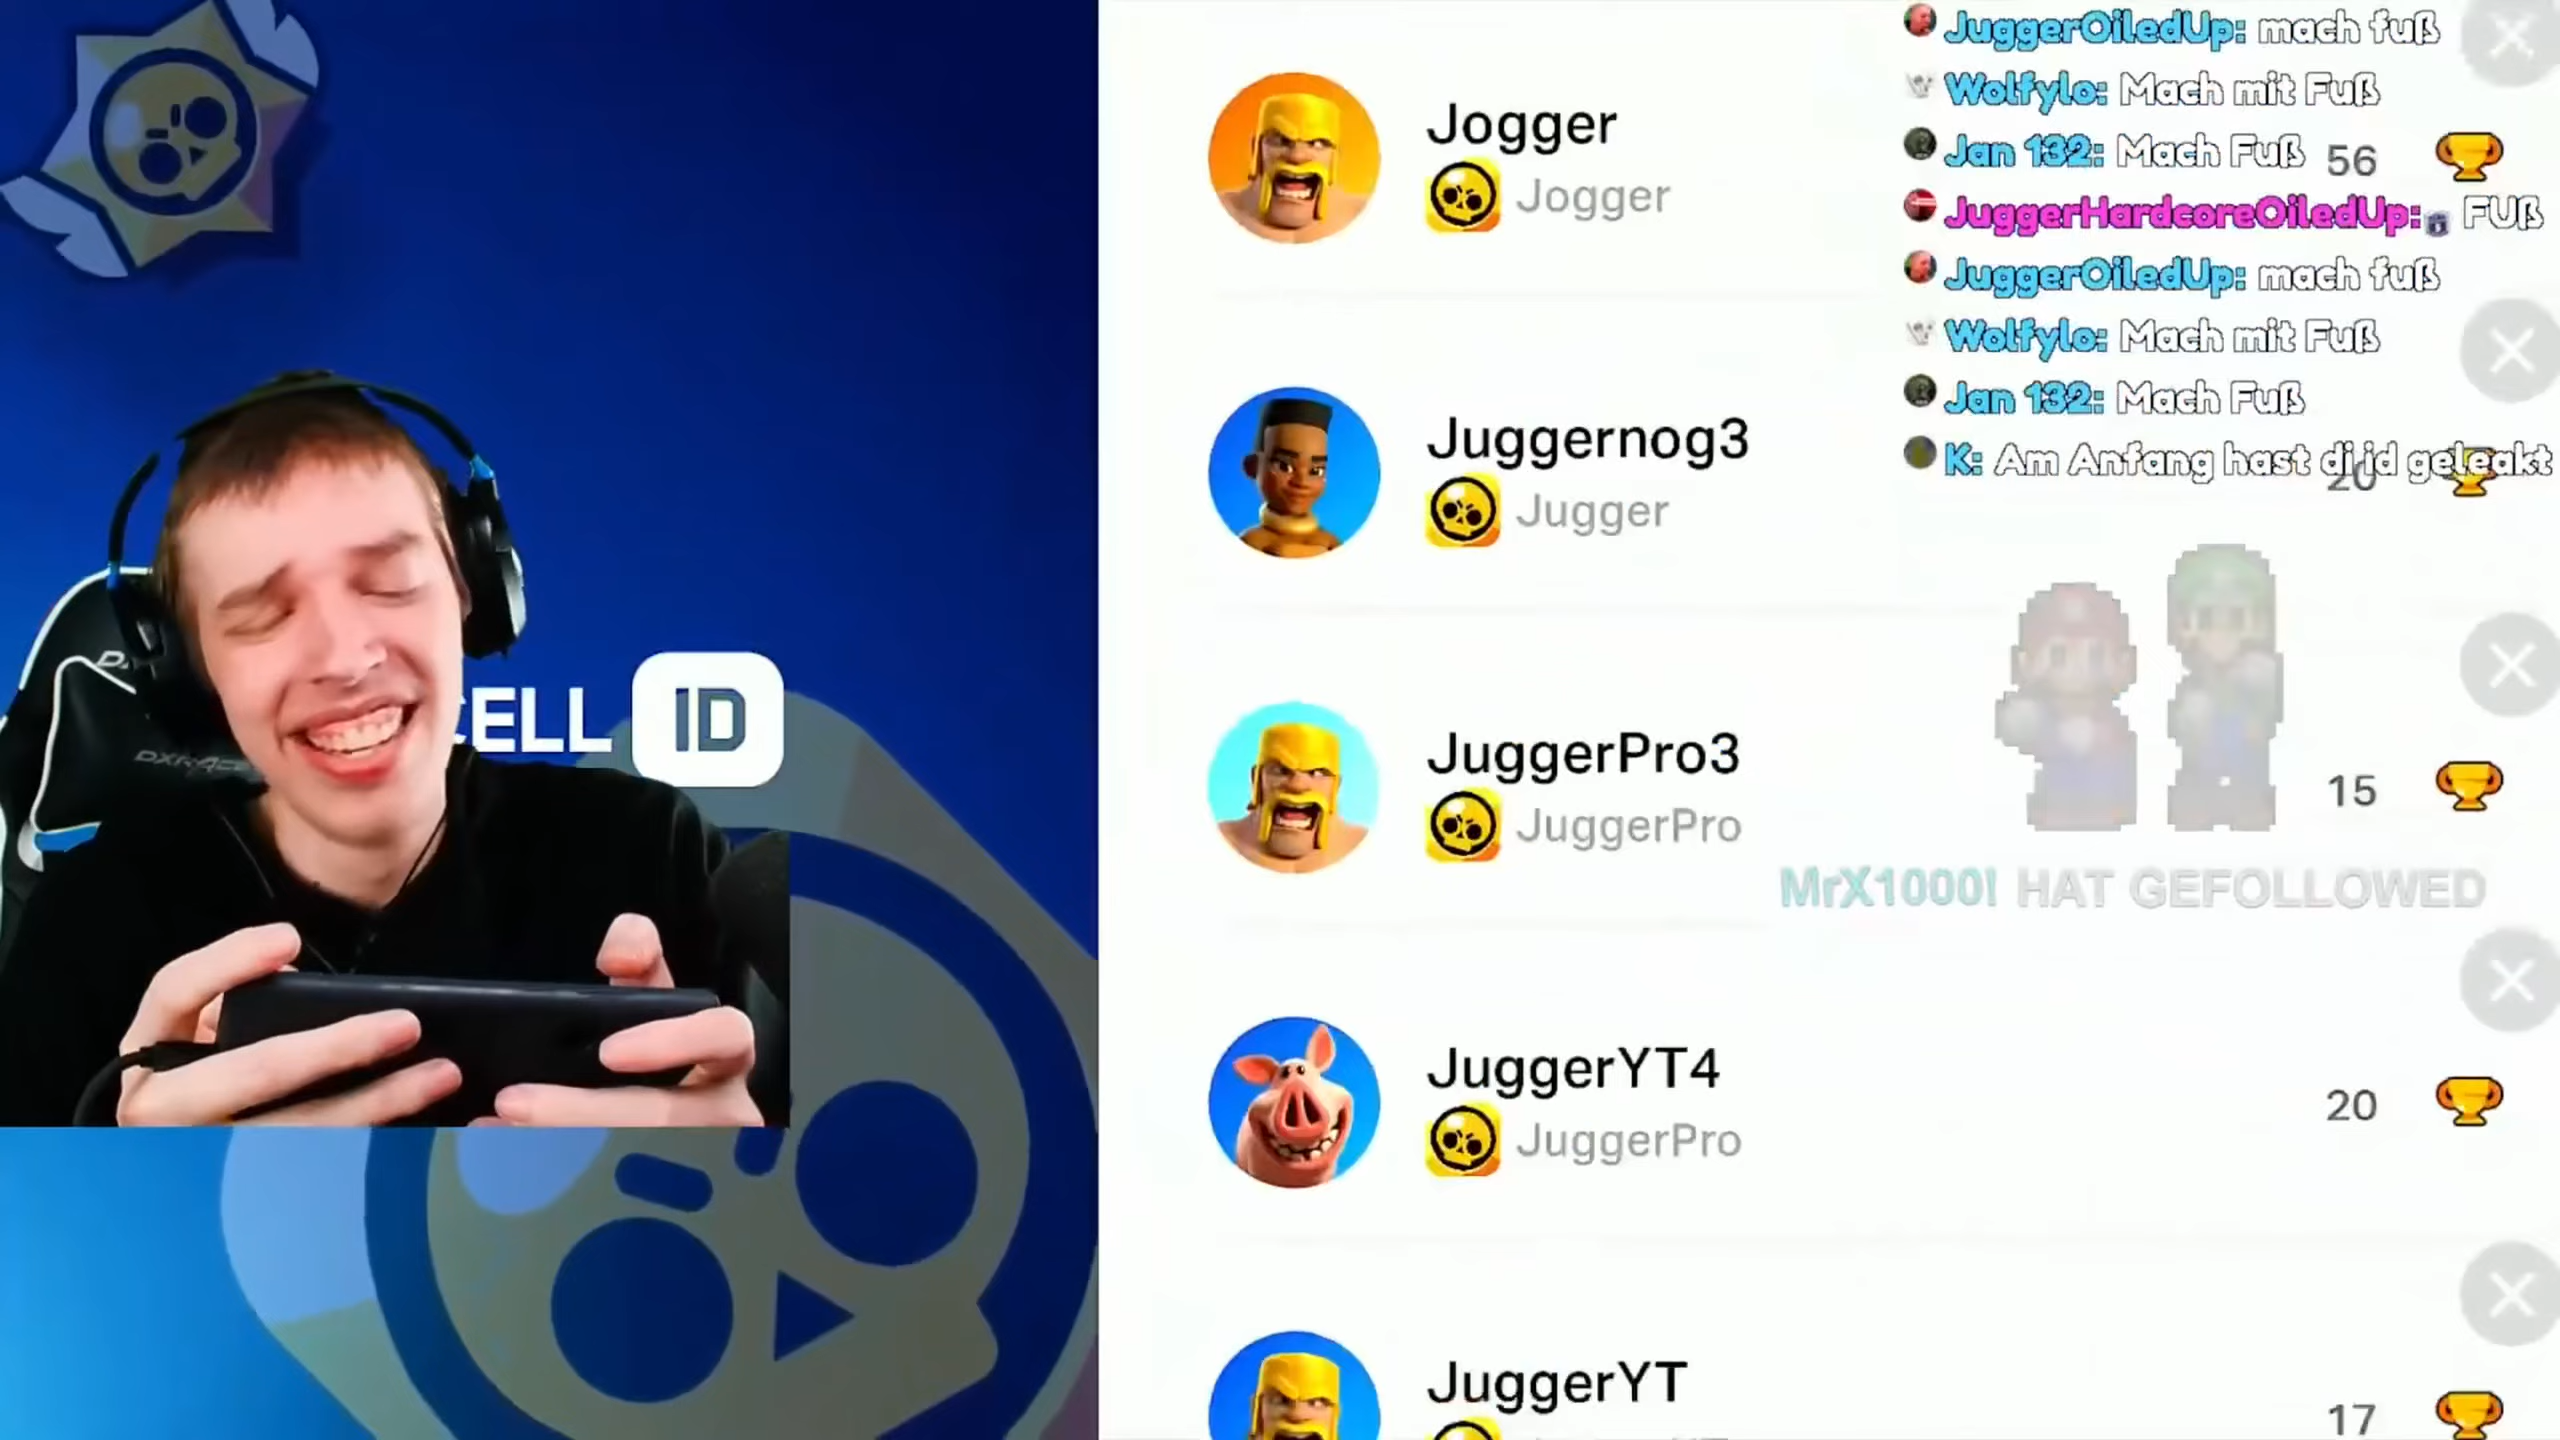 JuggerOiledUp: mach fuß
Wolfylo: Mach mit Fuß
Jan 132: Mach Fuß
JuggerHardcoreOiledUp: FUß
JuggerOiledUp: mach fuß
Wolfylo: Mach mit Fuß
Jan 132: Mach Fuß
K: Am Anfang hast di id geleakt
Jogger
Jogger
56
Juggernog3
Jugger
20
JuggerPro3
JuggerPro
15
MrX1000! HAT GEFOLLOWED
JuggerYT4
JuggerPro
20
JuggerYT
17
CELL ID